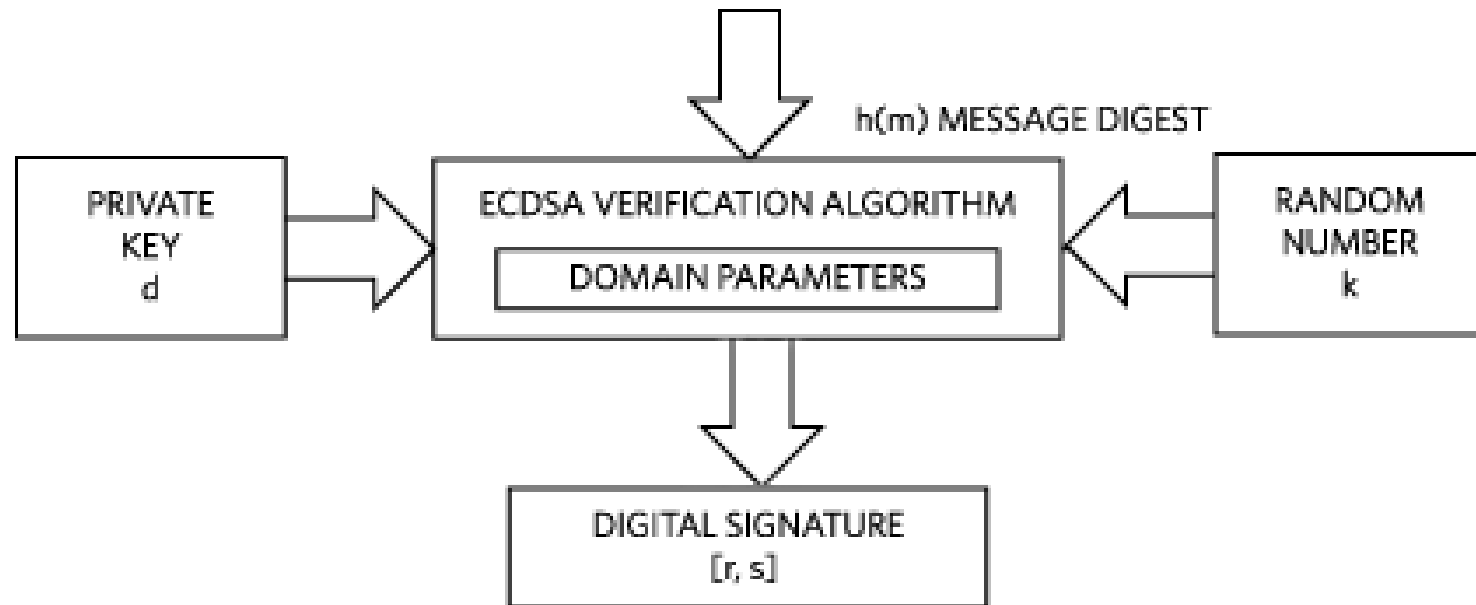 h(m) MESSAGE DIGEST
PRIVATE
KEY
d
ECDSA VERIFICATION ALGORITHM
DOMAIN PARAMETERS
RANDOM
NUMBER
k
DIGITAL SIGNATURE
[r, s]